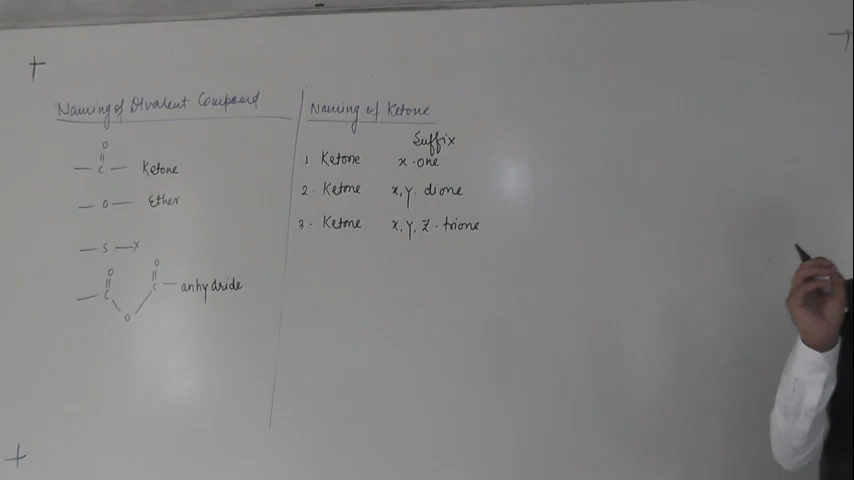 Naming of Divalent Compound
O
||
— C — Ketone
— O — Ether
— S —X
O O
|| ||
— C C — anhydride
O
Naming of Ketone
Suffix
1. Ketone x-one
2. Ketone x,y. dione
3. Ketone x, y, z- trione